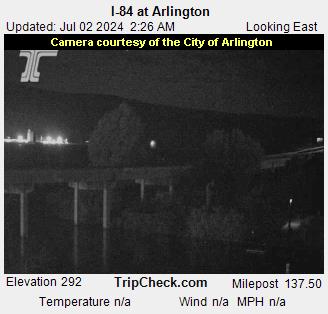 I-84 at Arlington
Updated: Jul 02 2024 2:26 AM Looking East
Camera courtesy of the City of Arlington
Elevation 292 TripCheck.com Milepost 137.50
Temperature n/a Wind n/a MPH n/a